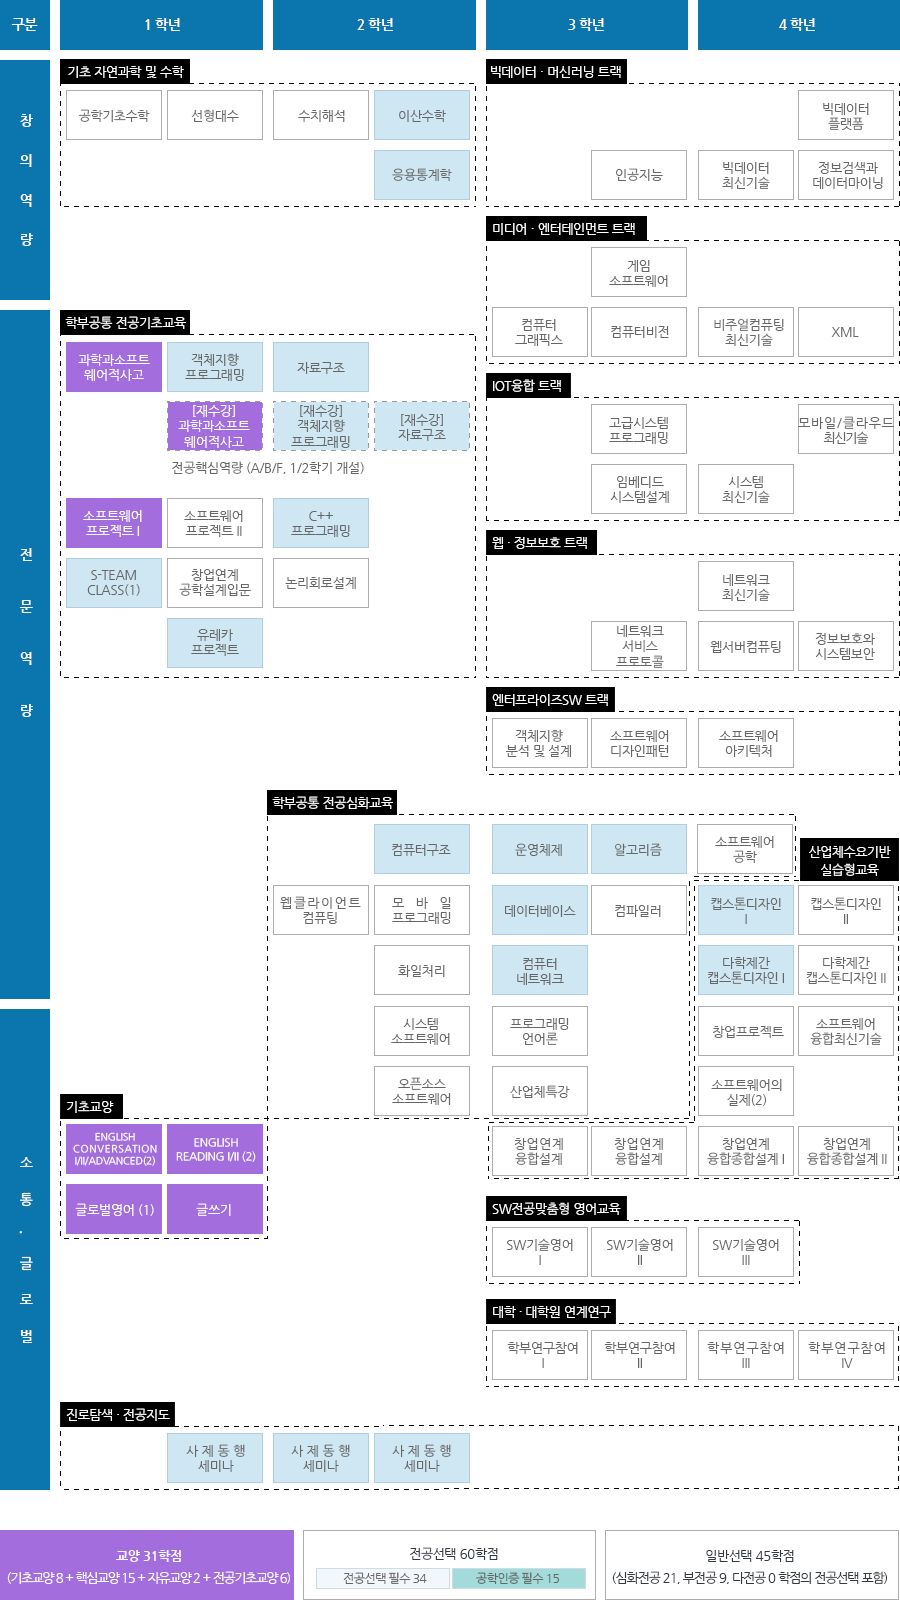 구분
1 학년
2 학년
3 학년
4 학년
창
의
역
량
기초 자연과학 및 수학
공학기초수학
선형대수
수치해석
이산수학
응용통계학
빅데이터 · 머신러닝 트랙
빅데이터
플랫폼
인공지능
빅데이터
최신기술
정보검색과
데이터마이닝
미디어 · 엔터테인먼트 트랙
게임
소프트웨어
컴퓨터
그래픽스
컴퓨터비전
비주얼컴퓨팅
최신기술
XML
전
문
역
량
학부공통 전공기초교육
과학과소프트
웨어적사고
객체지향
프로그래밍
자료구조
[재수강]
과학과소프트
웨어적사고
[재수강]
객체지향
프로그래밍
[재수강]
자료구조
전공핵심역량 (A/B/F, 1/2학기 개설)
소프트웨어
프로젝트 I
소프트웨어
프로젝트 II
C++
프로그래밍
S-TEAM
CLASS(1)
창업연계
공학설계입문
논리회로설계
유레카
프로젝트
IOT융합 트랙
고급시스템
프로그래밍
모바일/클라우드
최신기술
임베디드
시스템설계
시스템
최신기술
웹 · 정보보호 트랙
네트워크
최신기술
네트워크
서비스
프로토콜
웹서버컴퓨팅
정보보호와
시스템보안
엔터프라이즈SW 트랙
객체지향
분석 및 설계
소프트웨어
디자인패턴
소프트웨어
아키텍처
학부공통 전공심화교육
컴퓨터구조
운영체제
알고리즘
소프트웨어
공학
산업체수요기반
실습형교육
웹클라이언트
컴퓨팅
모 바 일
프로그래밍
데이터베이스
컴파일러
캡스톤디자인
I
캡스톤디자인
II
화일처리
컴퓨터
네트워크
다학제간
캡스톤디자인 I
다학제간
캡스톤디자인 II
시스템
소프트웨어
프로그래밍
언어론
창업프로젝트
소프트웨어
융합최신기술
오픈소스
소프트웨어
산업체특강
소프트웨어의
실제(2)
창업연계
융합설계
창업연계
융합설계
창업연계
융합종합설계 I
창업연계
융합종합설계 II
소
통
.
글
로
벌
기초교양
ENGLISH
CONVERSATION
I/II/ADVANCED(2)
ENGLISH
READING I/II (2)
글로벌영어 (1)
글쓰기
SW전공맞춤형 영어교육
SW기술영어
I
SW기술영어
II
SW기술영어
III
대학 · 대학원 연계연구
학부연구참여
I
학부연구참여
II
학부연구참여
III
학부연구참여
IV
진로탐색 · 전공지도
사 제 동 행
세미나
사 제 동 행
세미나
사 제 동 행
세미나
교양 31학점
(기초교양 8 + 핵심교양 15 + 자유교양 2 + 전공기초교양 6)
전공선택 60학점
전공선택 필수 34
공학인증 필수 15
일반선택 45학점
(심화전공 21, 부전공 9, 다전공 0 학점의 전공선택 포함)